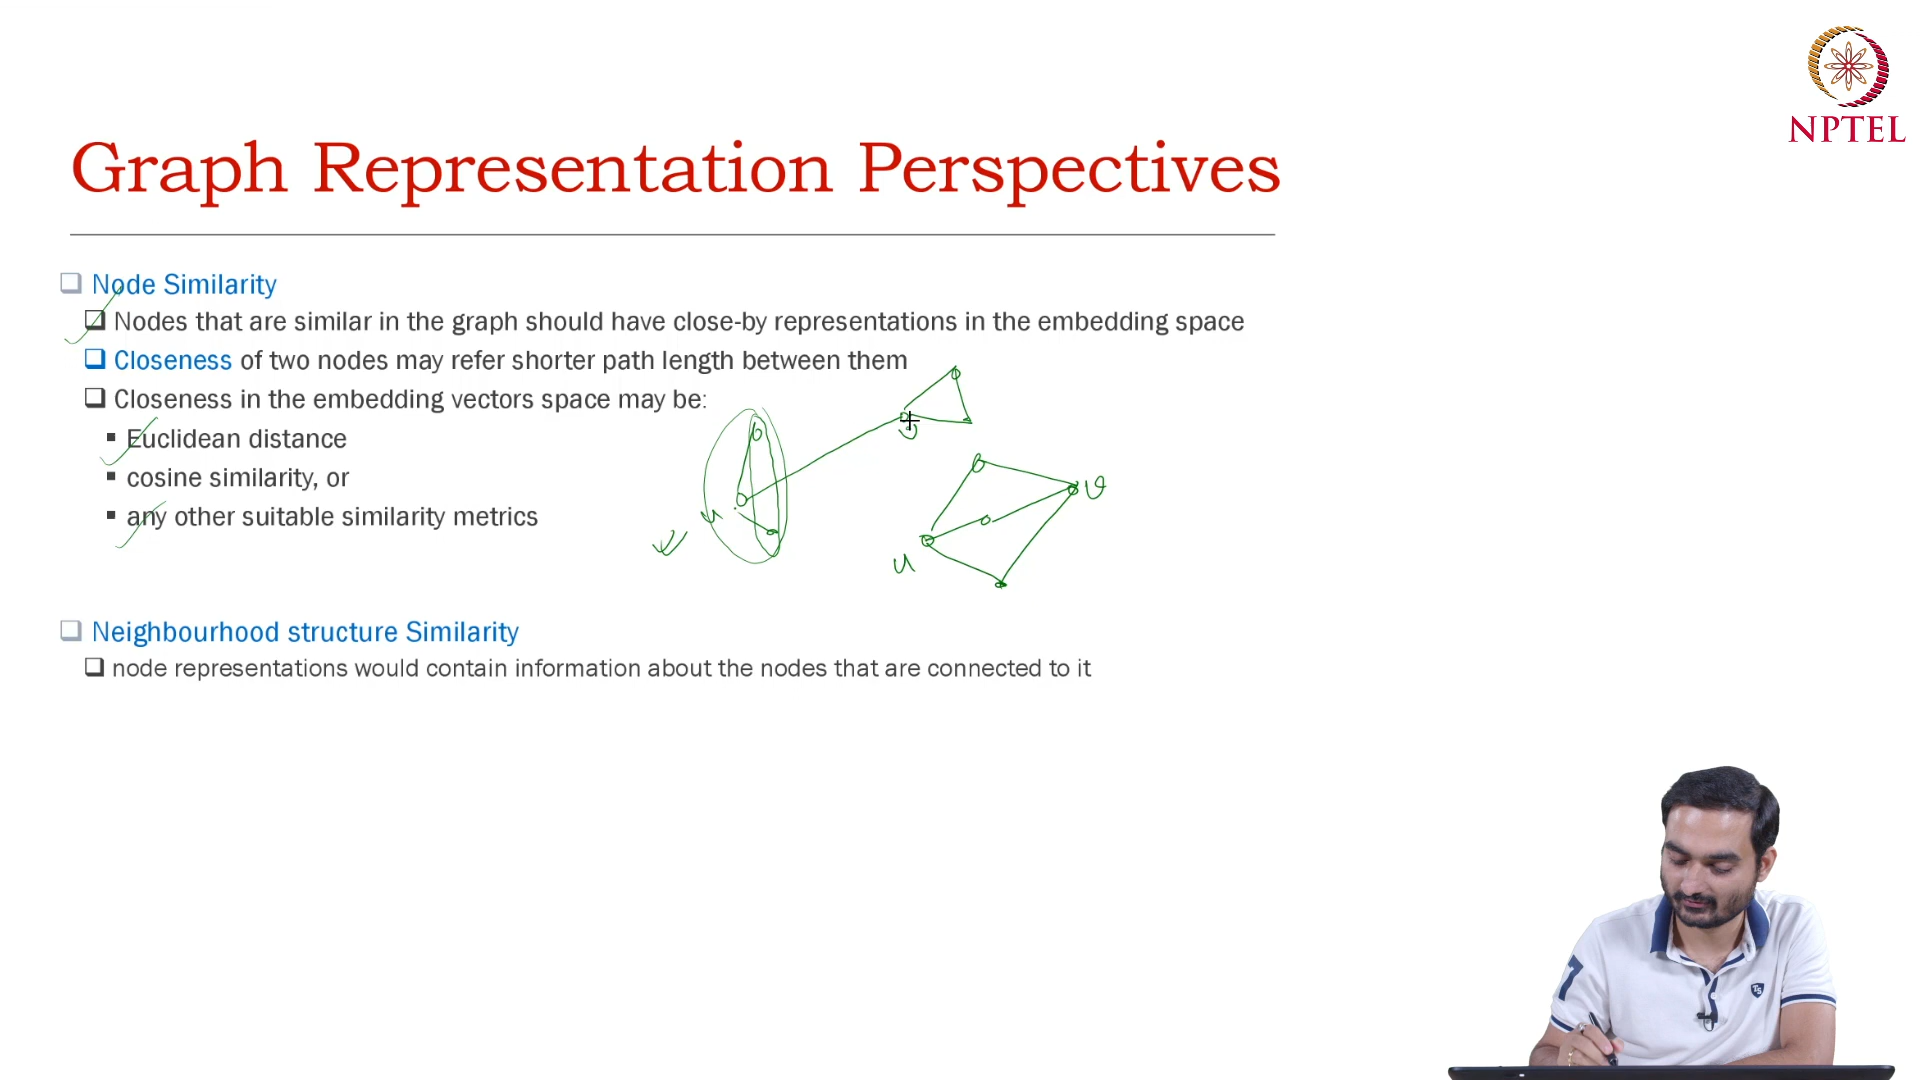 NPTEL
Graph Representation Perspectives
Node Similarity
Nodes that are similar in the graph should have close-by representations in the embedding space
Closeness of two nodes may refer shorter path length between them
Closeness in the embedding vectors space may be:
Euclidean distance
cosine similarity, or
any other suitable similarity metrics
u
v
v
u
Neighbourhood structure Similarity
node representations would contain information about the nodes that are connected to it
7